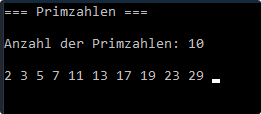 === Primzahlen ===
Anzahl der Primzahlen: 10
2 3 5 7 11 13 17 19 23 29